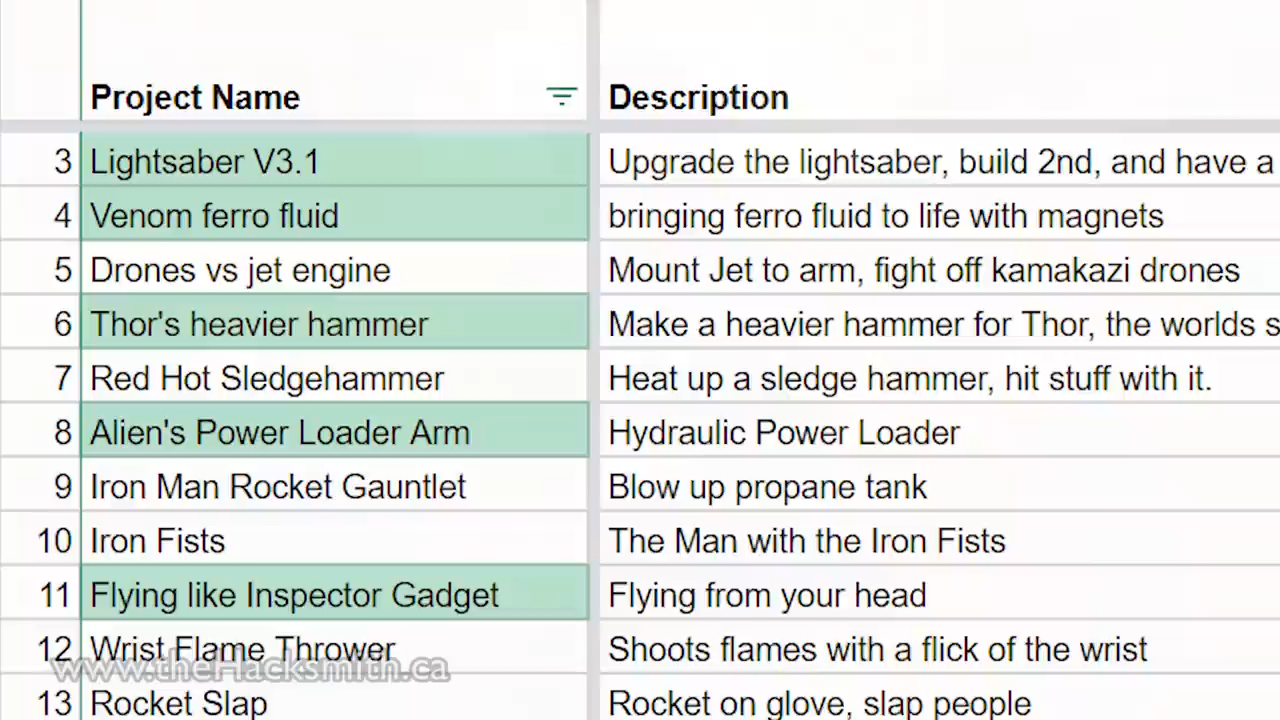 Project Name Description
3 Lightsaber V3.1 Upgrade the lightsaber, build 2nd, and have a
4 Venom ferro fluid bringing ferro fluid to life with magnets
5 Drones vs jet engine Mount Jet to arm, fight off kamakazi drones
6 Thor's heavier hammer Make a heavier hammer for Thor, the worlds s
7 Red Hot Sledgehammer Heat up a sledge hammer, hit stuff with it.
8 Alien's Power Loader Arm Hydraulic Power Loader
9 Iron Man Rocket Gauntlet Blow up propane tank
10 Iron Fists The Man with the Iron Fists
11 Flying like Inspector Gadget Flying from your head
12 Wrist Flame Thrower Shoots flames with a flick of the wrist
www.theHacksmith.ca
13 Rocket Slap Rocket on glove, slap people